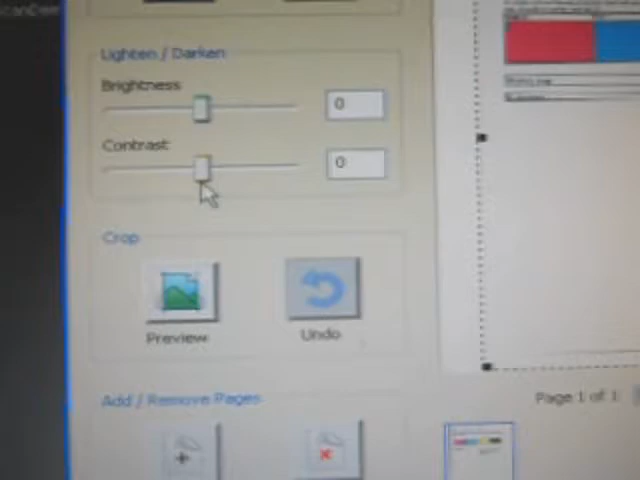 Lighten / Darken
Brightness
0
Contrast
0
Crop
Preview
Undo
Add / Remove Pages
Page 1 of 1